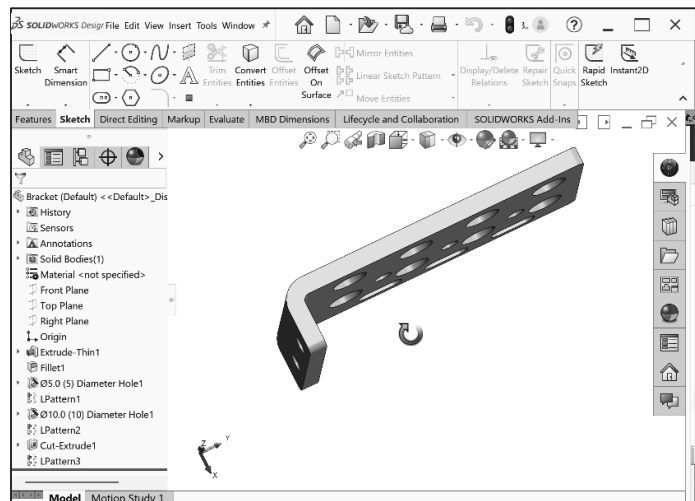 SOLIDWORKS Design File Edit View Insert Tools Window
3...
Sketch Smart Dimension Trim Entities Convert Entities Offset Entities Offset On Surface Mirror Entities Linear Sketch Pattern Move Entities Display/Delete Relations Repair Sketch Quick Snaps Rapid Sketch Instant2D
Features Sketch Direct Editing Markup Evaluate MBD Dimensions Lifecycle and Collaboration SOLIDWORKS Add-Ins
Bracket (Default) <<Default>_Dis
History
Sensors
Annotations
Solid Bodies(1)
Material <not specified>
Front Plane
Top Plane
Right Plane
Origin
Extrude-Thin1
Fillet1
Ø5.0 (5) Diameter Hole1
LPattern1
Ø10.0 (10) Diameter Hole1
LPattern2
Cut-Extrude1
LPattern3
Z Y
X
Model Motion Study 1